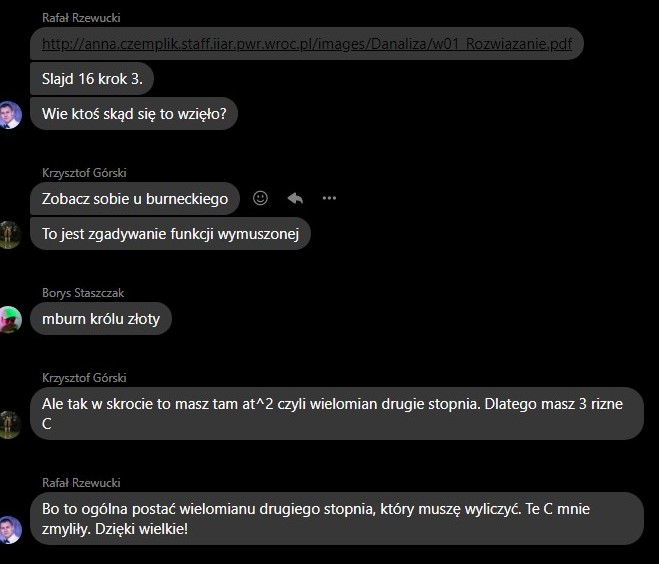 Rafał Rzewucki
http://anna.czemplik.staff.iiar.pwr.wroc.pl/images/Danaliza/w01_Rozwiazanie.pdf
Slajd 16 krok 3.
Wie ktoś skąd się to wzięło?
Krzysztof Górski
Zobacz sobie u burneckiego
To jest zgadywanie funkcji wymuszonej
Borys Staszczak
mburn królu złoty
Krzysztof Górski
Ale tak w skrocie to masz tam at^2 czyli wielomian drugie stopnia. Dlatego masz 3 rizne
C
Rafał Rzewucki
Bo to ogólna postać wielomianu drugiego stopnia, który muszę wyliczyć. Te C mnie
zmyliły. Dzięki wielkie!